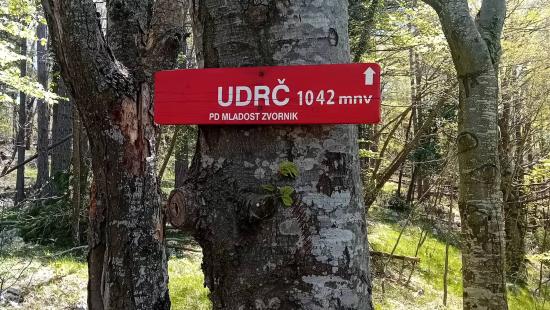 UDRČ 1042 mnv
PD MLADOST ZVORNIK